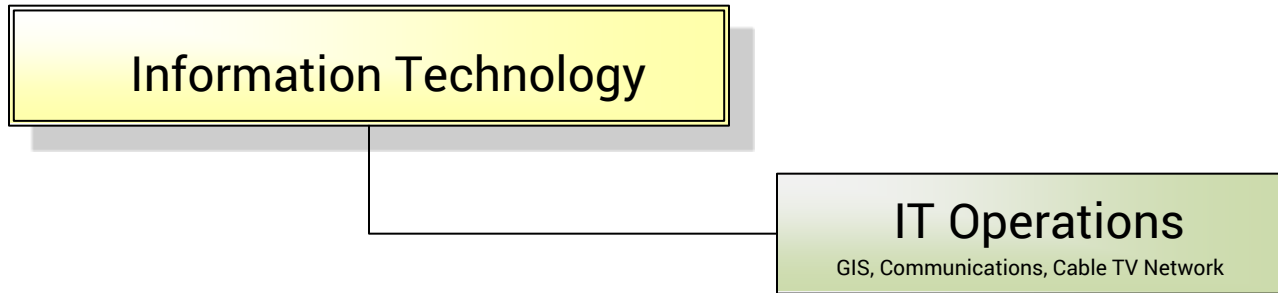 Information Technology
IT Operations
GIS, Communications, Cable TV Network